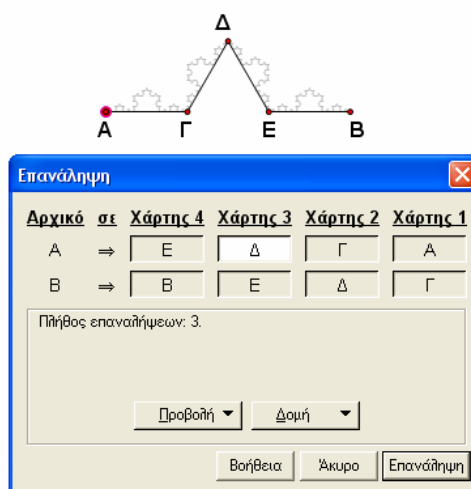 Δ
Α Γ Ε Β
Επανάληψη
Αρχικό σε Χάρτης 4 Χάρτης 3 Χάρτης 2 Χάρτης 1
Α ⇒ Ε Δ Γ Α
Β ⇒ Β Ε Δ Γ
Πλήθος επαναλήψεων: 3.
Προβολή Δομή
Βοήθεια Άκυρο Επανάληψη